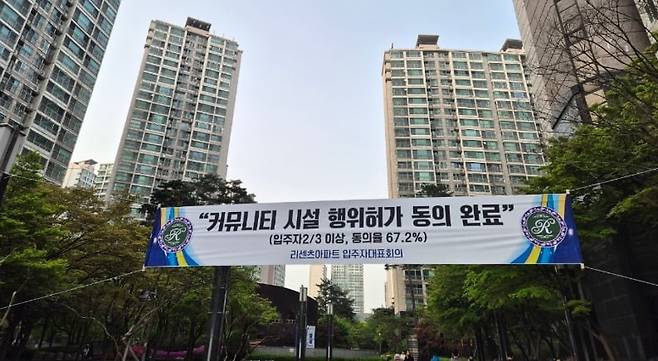 "커뮤니티 시설 행위허가 동의 완료"
(입주자2/3 이상, 동의율 67.2%)
리센츠아파트 입주자대표회의